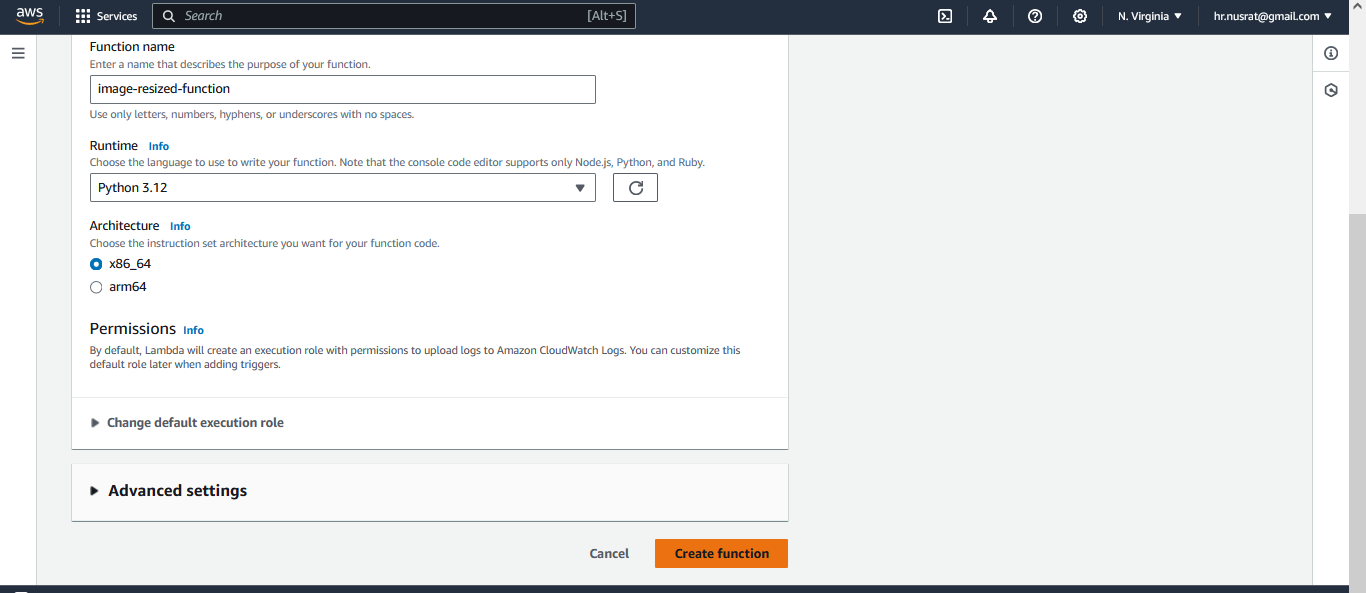 aws Services Search [Alt+S] N. Virginia ▼ hr.nusrat@gmail.com ▼
Function name
Enter a name that describes the purpose of your function.
image-resized-function
Use only letters, numbers, hyphens, or underscores with no spaces.
Runtime Info
Choose the language to use to write your function. Note that the console code editor supports only Node.js, Python, and Ruby.
Python 3.12
Architecture Info
Choose the instruction set architecture you want for your function code.
x86_64
arm64
Permissions Info
By default, Lambda will create an execution role with permissions to upload logs to Amazon CloudWatch Logs. You can customize this
default role later when adding triggers.
Change default execution role
Advanced settings
Cancel Create function